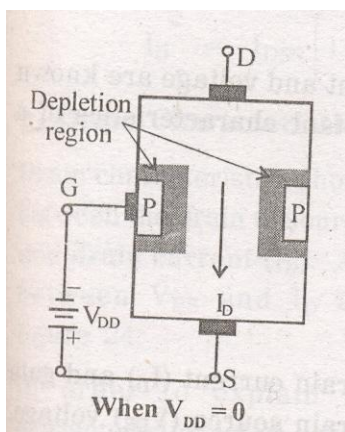 D
Depletion
region
G
P
P
I_D
−
V_DD
+
S
When V_DD = 0